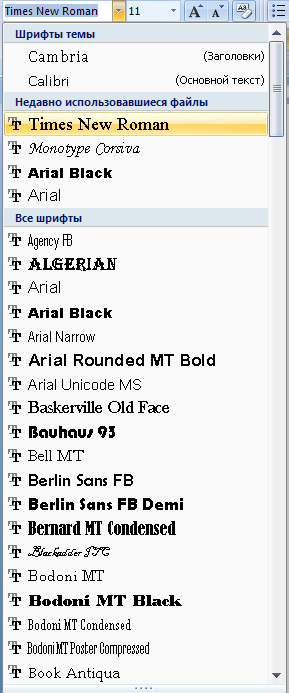 Times New Roman 11
Шрифты темы
Cambria (Заголовки)
Calibri (Основной текст)
Недавно использовавшиеся файлы
Times New Roman
Monotype Corsiva
Arial Black
Arial
Все шрифты
Agency FB
ALGERIAN
Arial
Arial Black
Arial Narrow
Arial Rounded MT Bold
Arial Unicode MS
Baskerville Old Face
Bauhaus 93
Bell MT
Berlin Sans FB
Berlin Sans FB Demi
Bernard MT Condensed
Blackadder ITC
Bodoni MT
Bodoni MT Black
Bodoni MT Condensed
Bodoni MT Poster Compressed
Book Antiqua